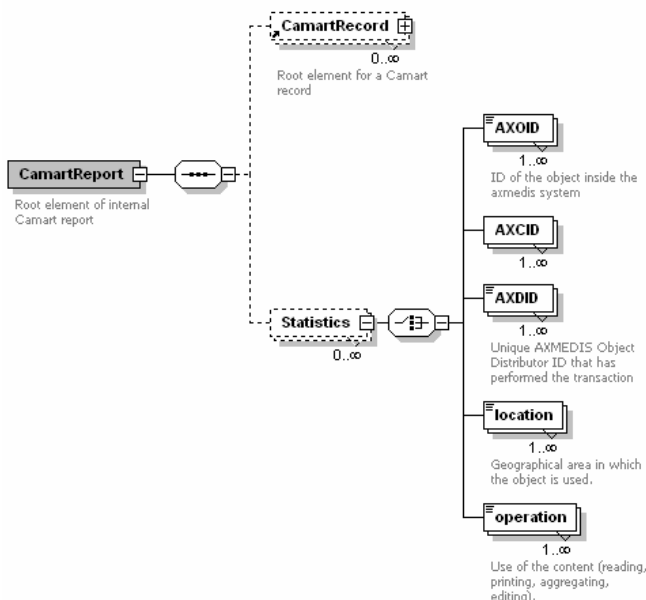 CamartRecord
0..∞
Root element for a Camart
record
CamartReport
Root element of internal
Camart report
AXOID
1..∞
ID of the object inside the
axmedis system
AXCID
1..∞
AXDID
1..∞
Unique AXMEDIS Object
Distributor ID that has
performed the transaction
Statistics
0..∞
location
1..∞
Geographical area in which
the object is used.
operation
1..∞
Use of the content (reading,
printing, aggregating,
editing).